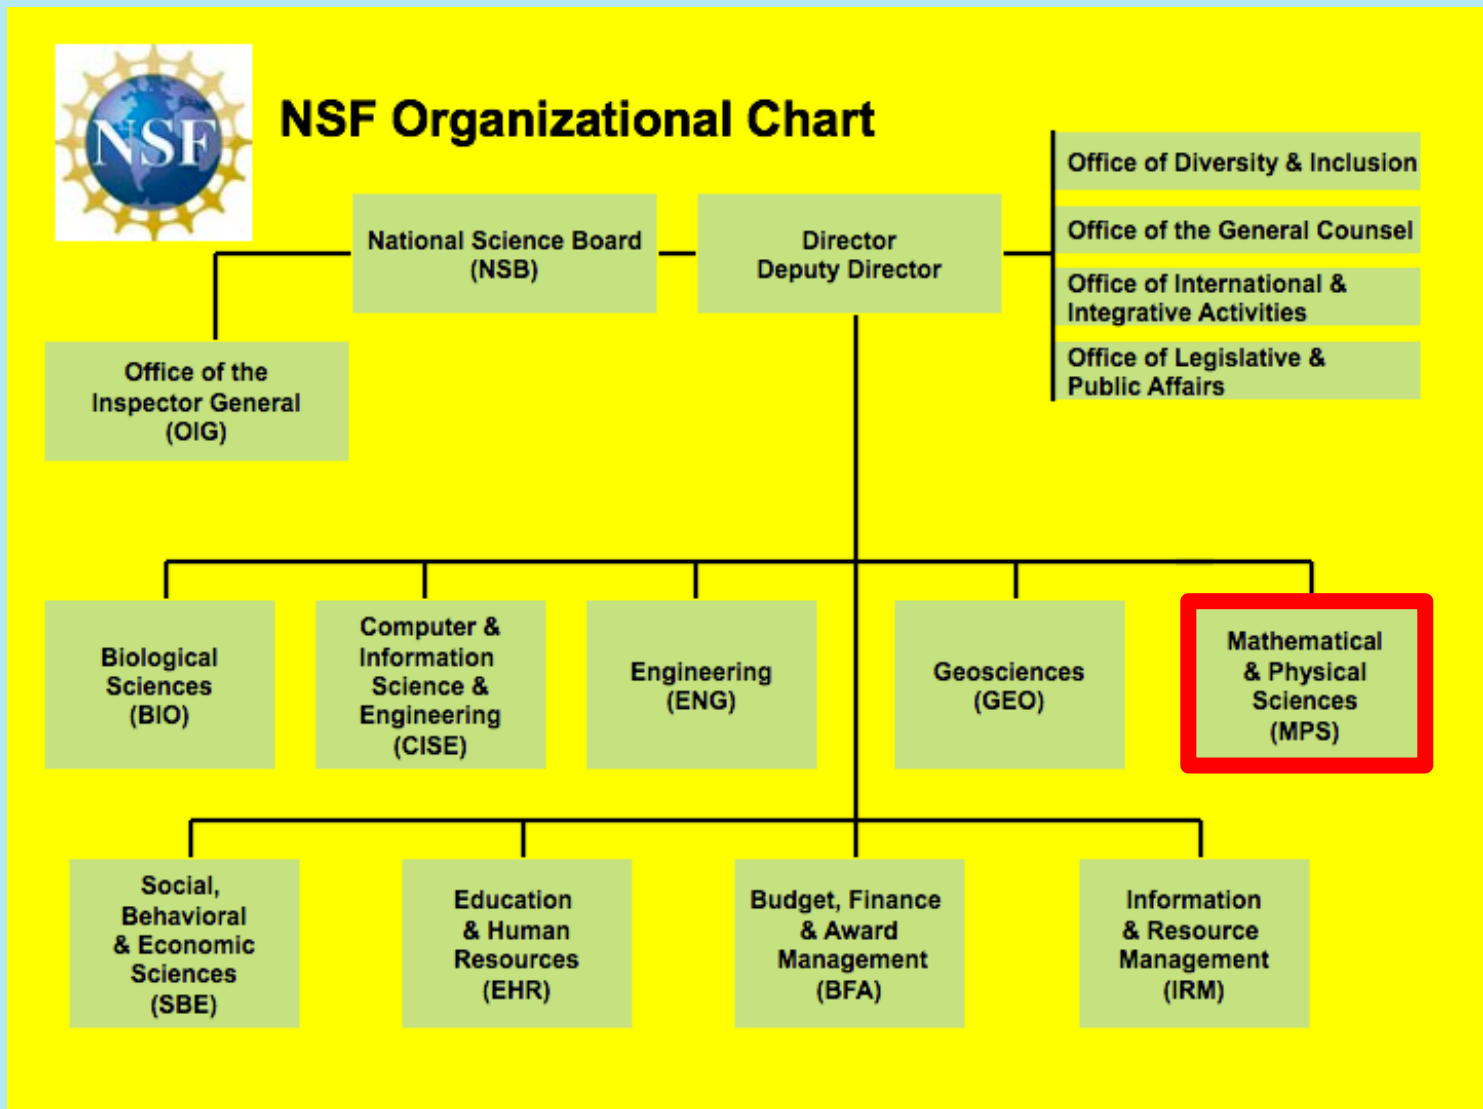 NSF
NSF Organizational Chart
Office of Diversity & Inclusion
Office of the General Counsel
Office of International &
Integrative Activities
Office of Legislative &
Public Affairs
National Science Board
(NSB)
Director
Deputy Director
Office of the
Inspector General
(OIG)
Biological
Sciences
(BIO)
Computer &
Information
Science &
Engineering
(CISE)
Engineering
(ENG)
Geosciences
(GEO)
Mathematical
& Physical
Sciences
(MPS)
Social,
Behavioral
& Economic
Sciences
(SBE)
Education
& Human
Resources
(EHR)
Budget, Finance
& Award
Management
(BFA)
Information
& Resource
Management
(IRM)